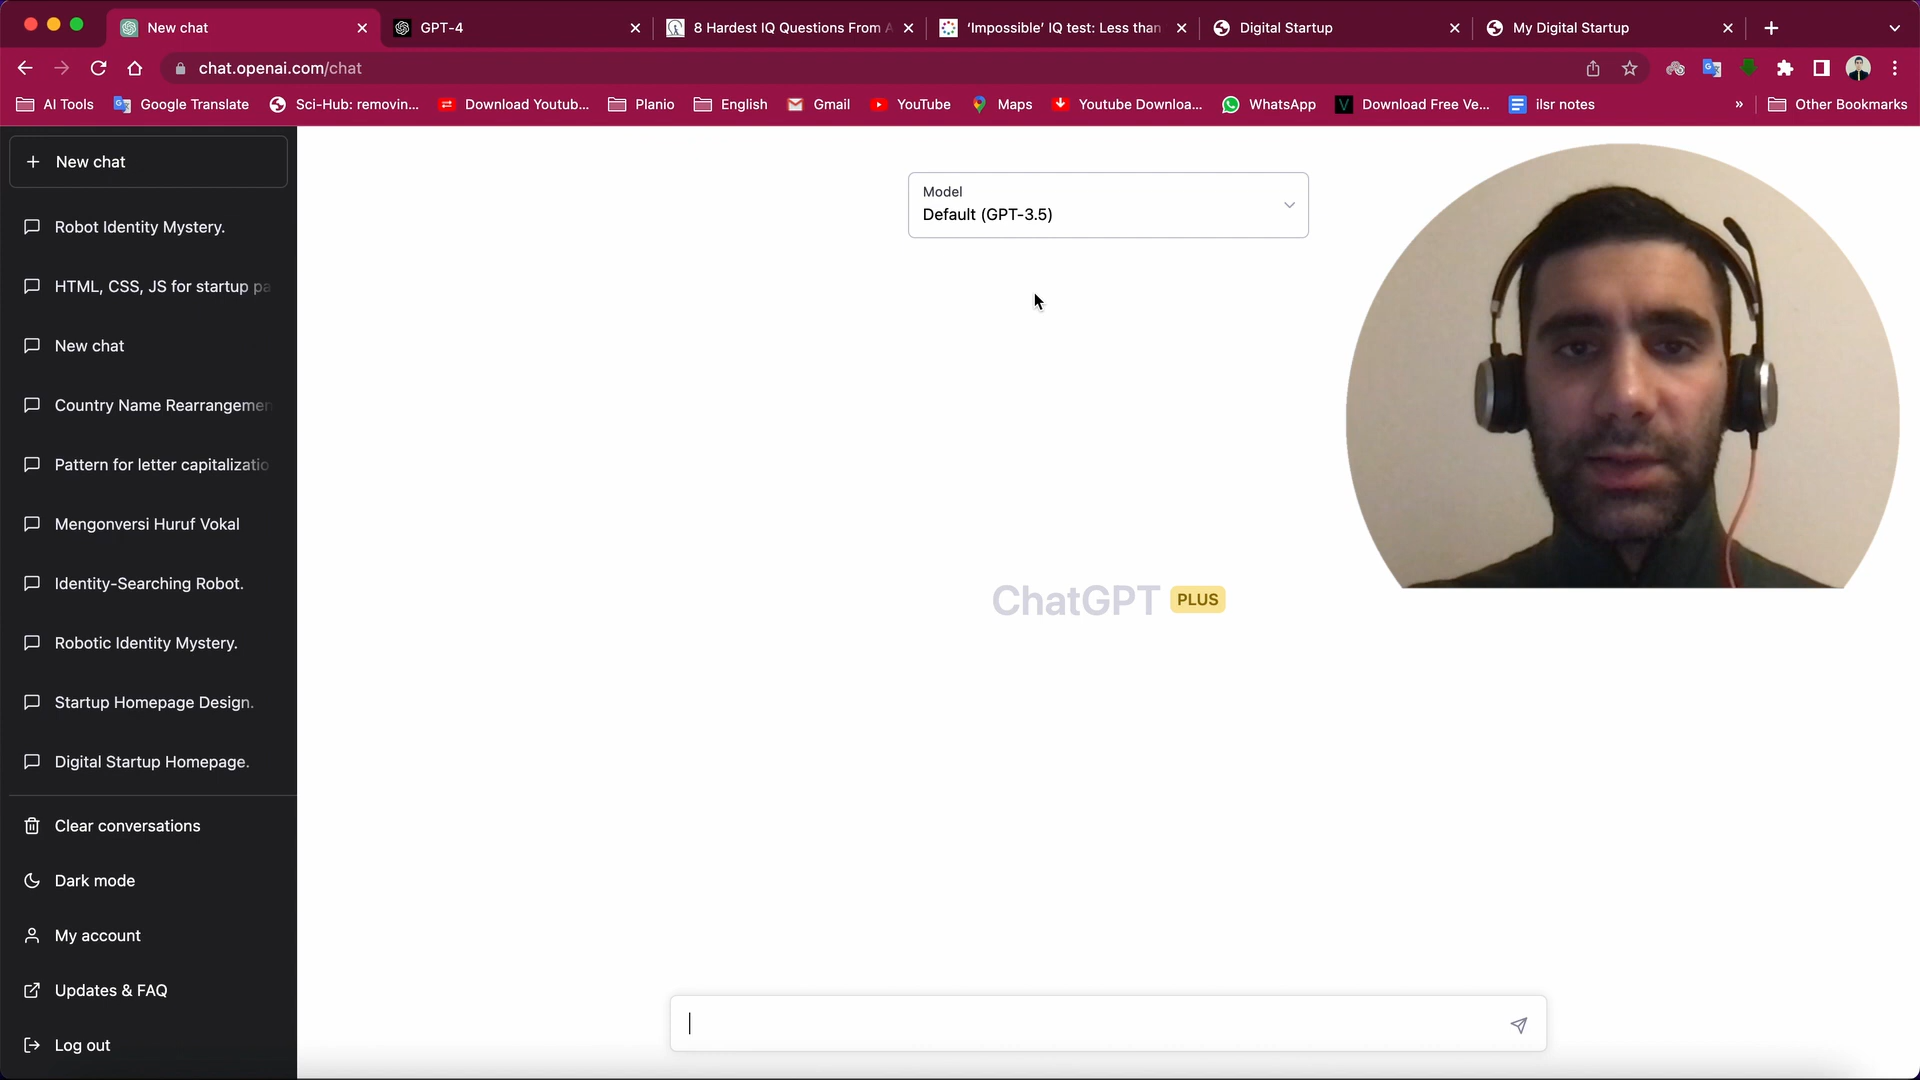 New chat
GPT-4
8 Hardest IQ Questions From A
‘Impossible’ IQ test: Less than
Digital Startup
My Digital Startup
chat.openai.com/chat
AI Tools
Google Translate
Sci-Hub: removin...
Download Youtub...
Planio
English
Gmail
YouTube
Maps
Youtube Downloa...
WhatsApp
Download Free Ve...
ilsr notes
»
Other Bookmarks
New chat
Robot Identity Mystery.
HTML, CSS, JS for startup pa
New chat
Country Name Rearrangemen
Pattern for letter capitalizatio
Mengonversi Huruf Vokal
Identity-Searching Robot.
Robotic Identity Mystery.
Startup Homepage Design.
Digital Startup Homepage.
Clear conversations
Dark mode
My account
Updates & FAQ
Log out
Model
Default (GPT-3.5)
ChatGPT PLUS